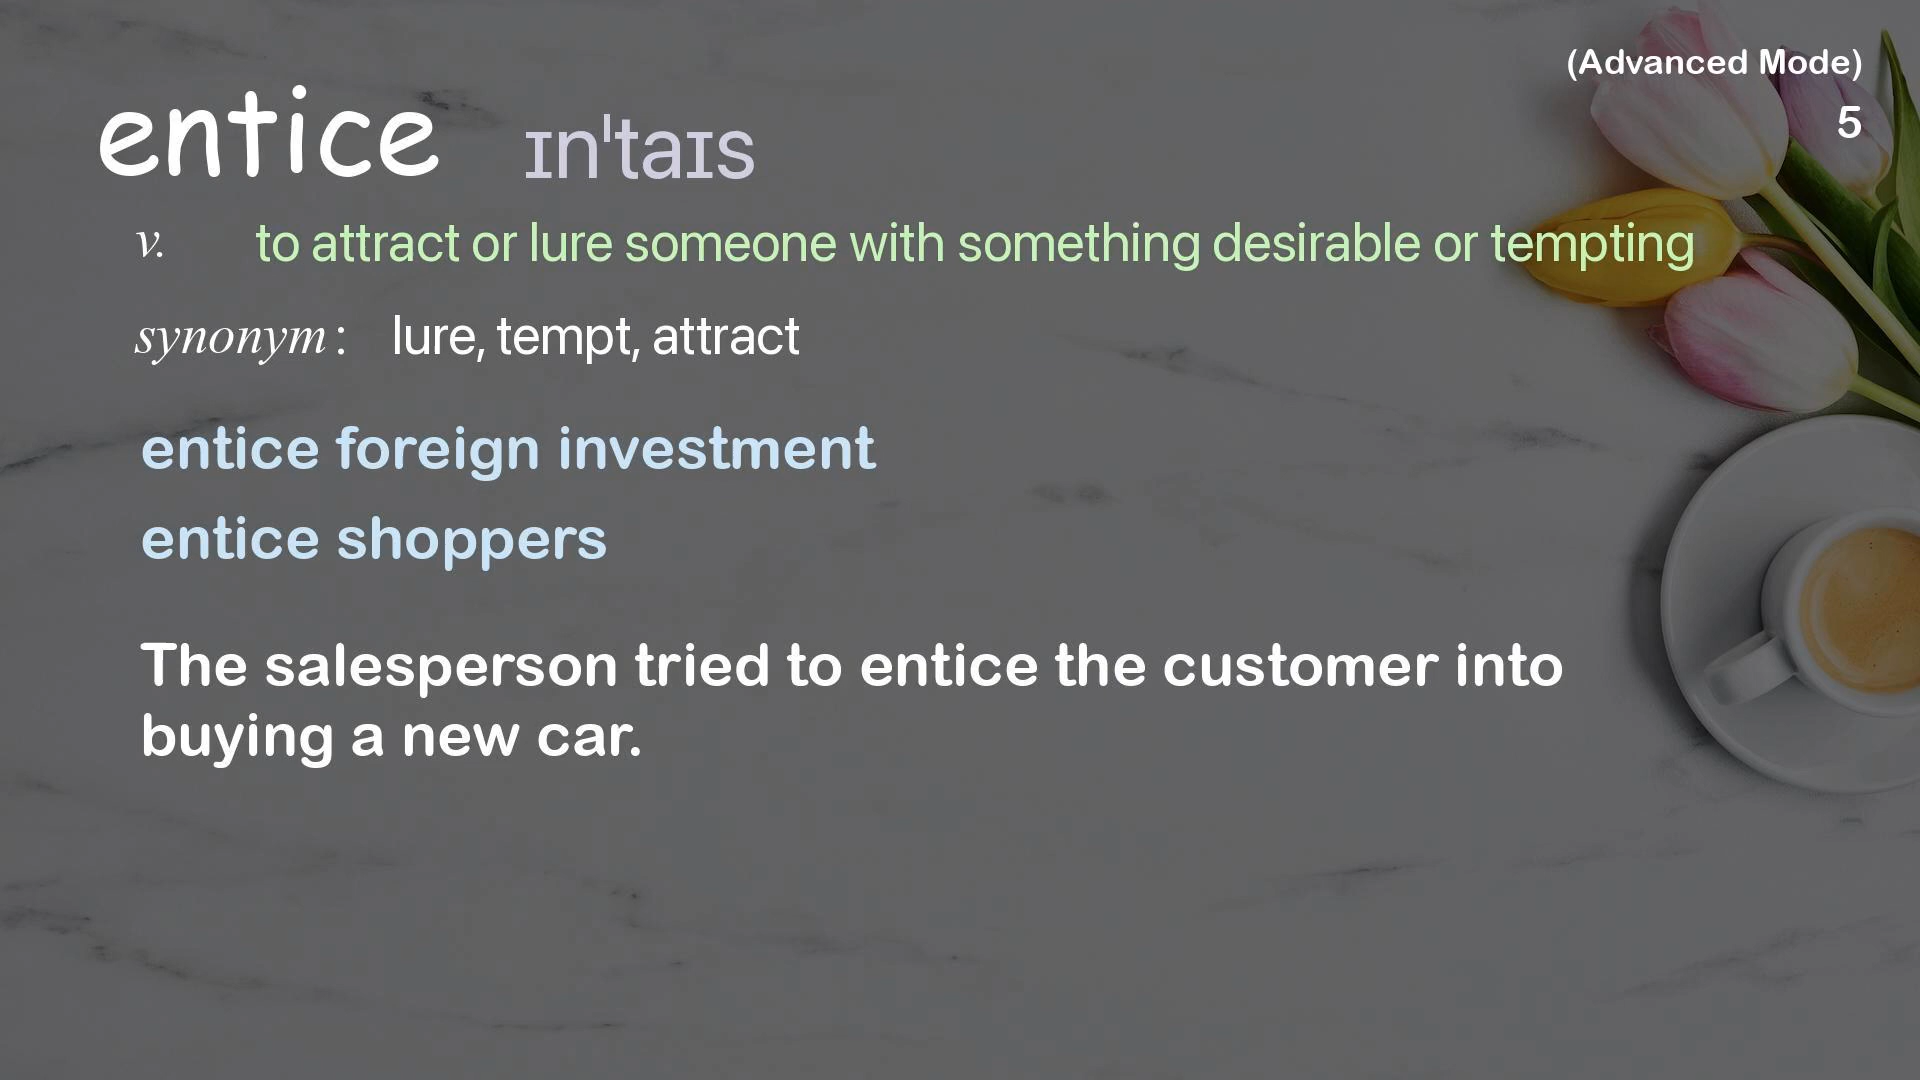 (Advanced Mode)
5
entice ɪnˈtaɪs
v. to attract or lure someone with something desirable or tempting
synonym : lure, tempt, attract
entice foreign investment
entice shoppers
The salesperson tried to entice the customer into
buying a new car.